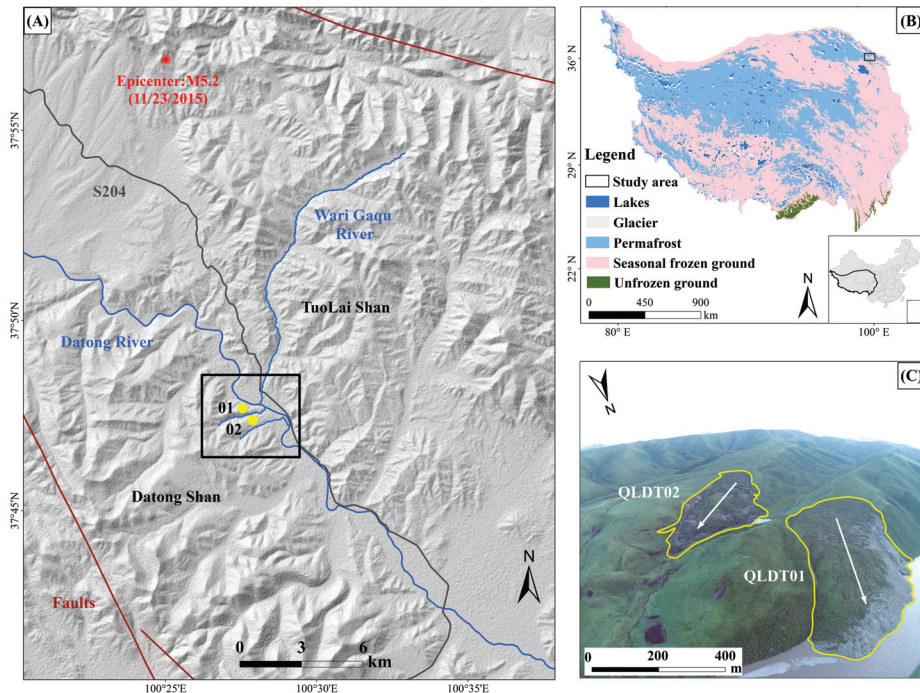 (A)
Epicenter:M5.2
(11/23/2015)
37°55'N
S204
Wari Gaqu
River
TuoLai Shan
37°50'N
Datong River
01
02
Datong Shan
37°45'N
Faults
N
0 3 6
km
100°25'E
100°30'E
100°35'E
(B)
36° N
29° N
22° N
Legend
Study area
Lakes
Glacier
Permafrost
Seasonal frozen ground
Unfrozen ground
0 450 900
km
N
80° E
100° E
(C)
N
QLDT02
QLDT01
0 200 400
m